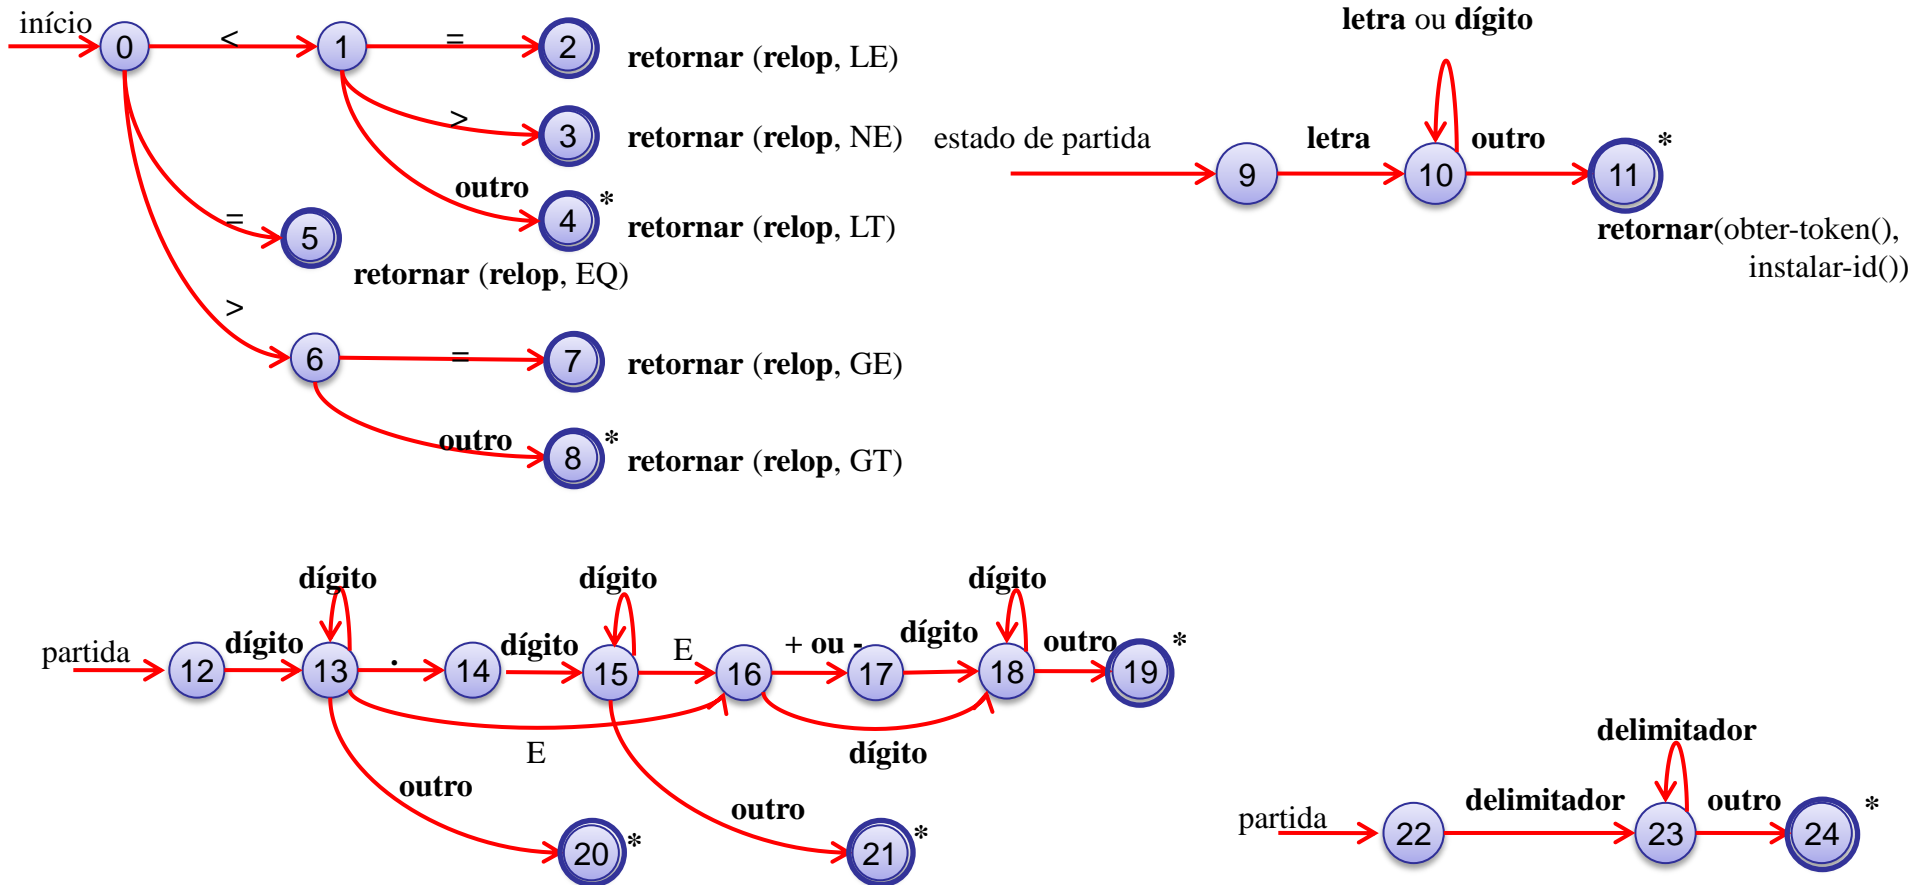 início
0
<
1
=
2
retornar (relop, LE)
>
3
retornar (relop, NE)
outro
4
*
retornar (relop, LT)
=
5
retornar (relop, EQ)
>
6
=
7
retornar (relop, GE)
outro
8
*
retornar (relop, GT)
letra ou dígito
estado de partida
9
letra
10
outro
11
*
retornar(obter-token(),
instalar-id())
partida
12
dígito
dígito
13
.
14
dígito
dígito
15
E
16
+ ou -
17
dígito
dígito
18
outro
19
*
E
dígito
outro
20
*
outro
21
*
partida
22
delimitador
delimitador
23
outro
24
*